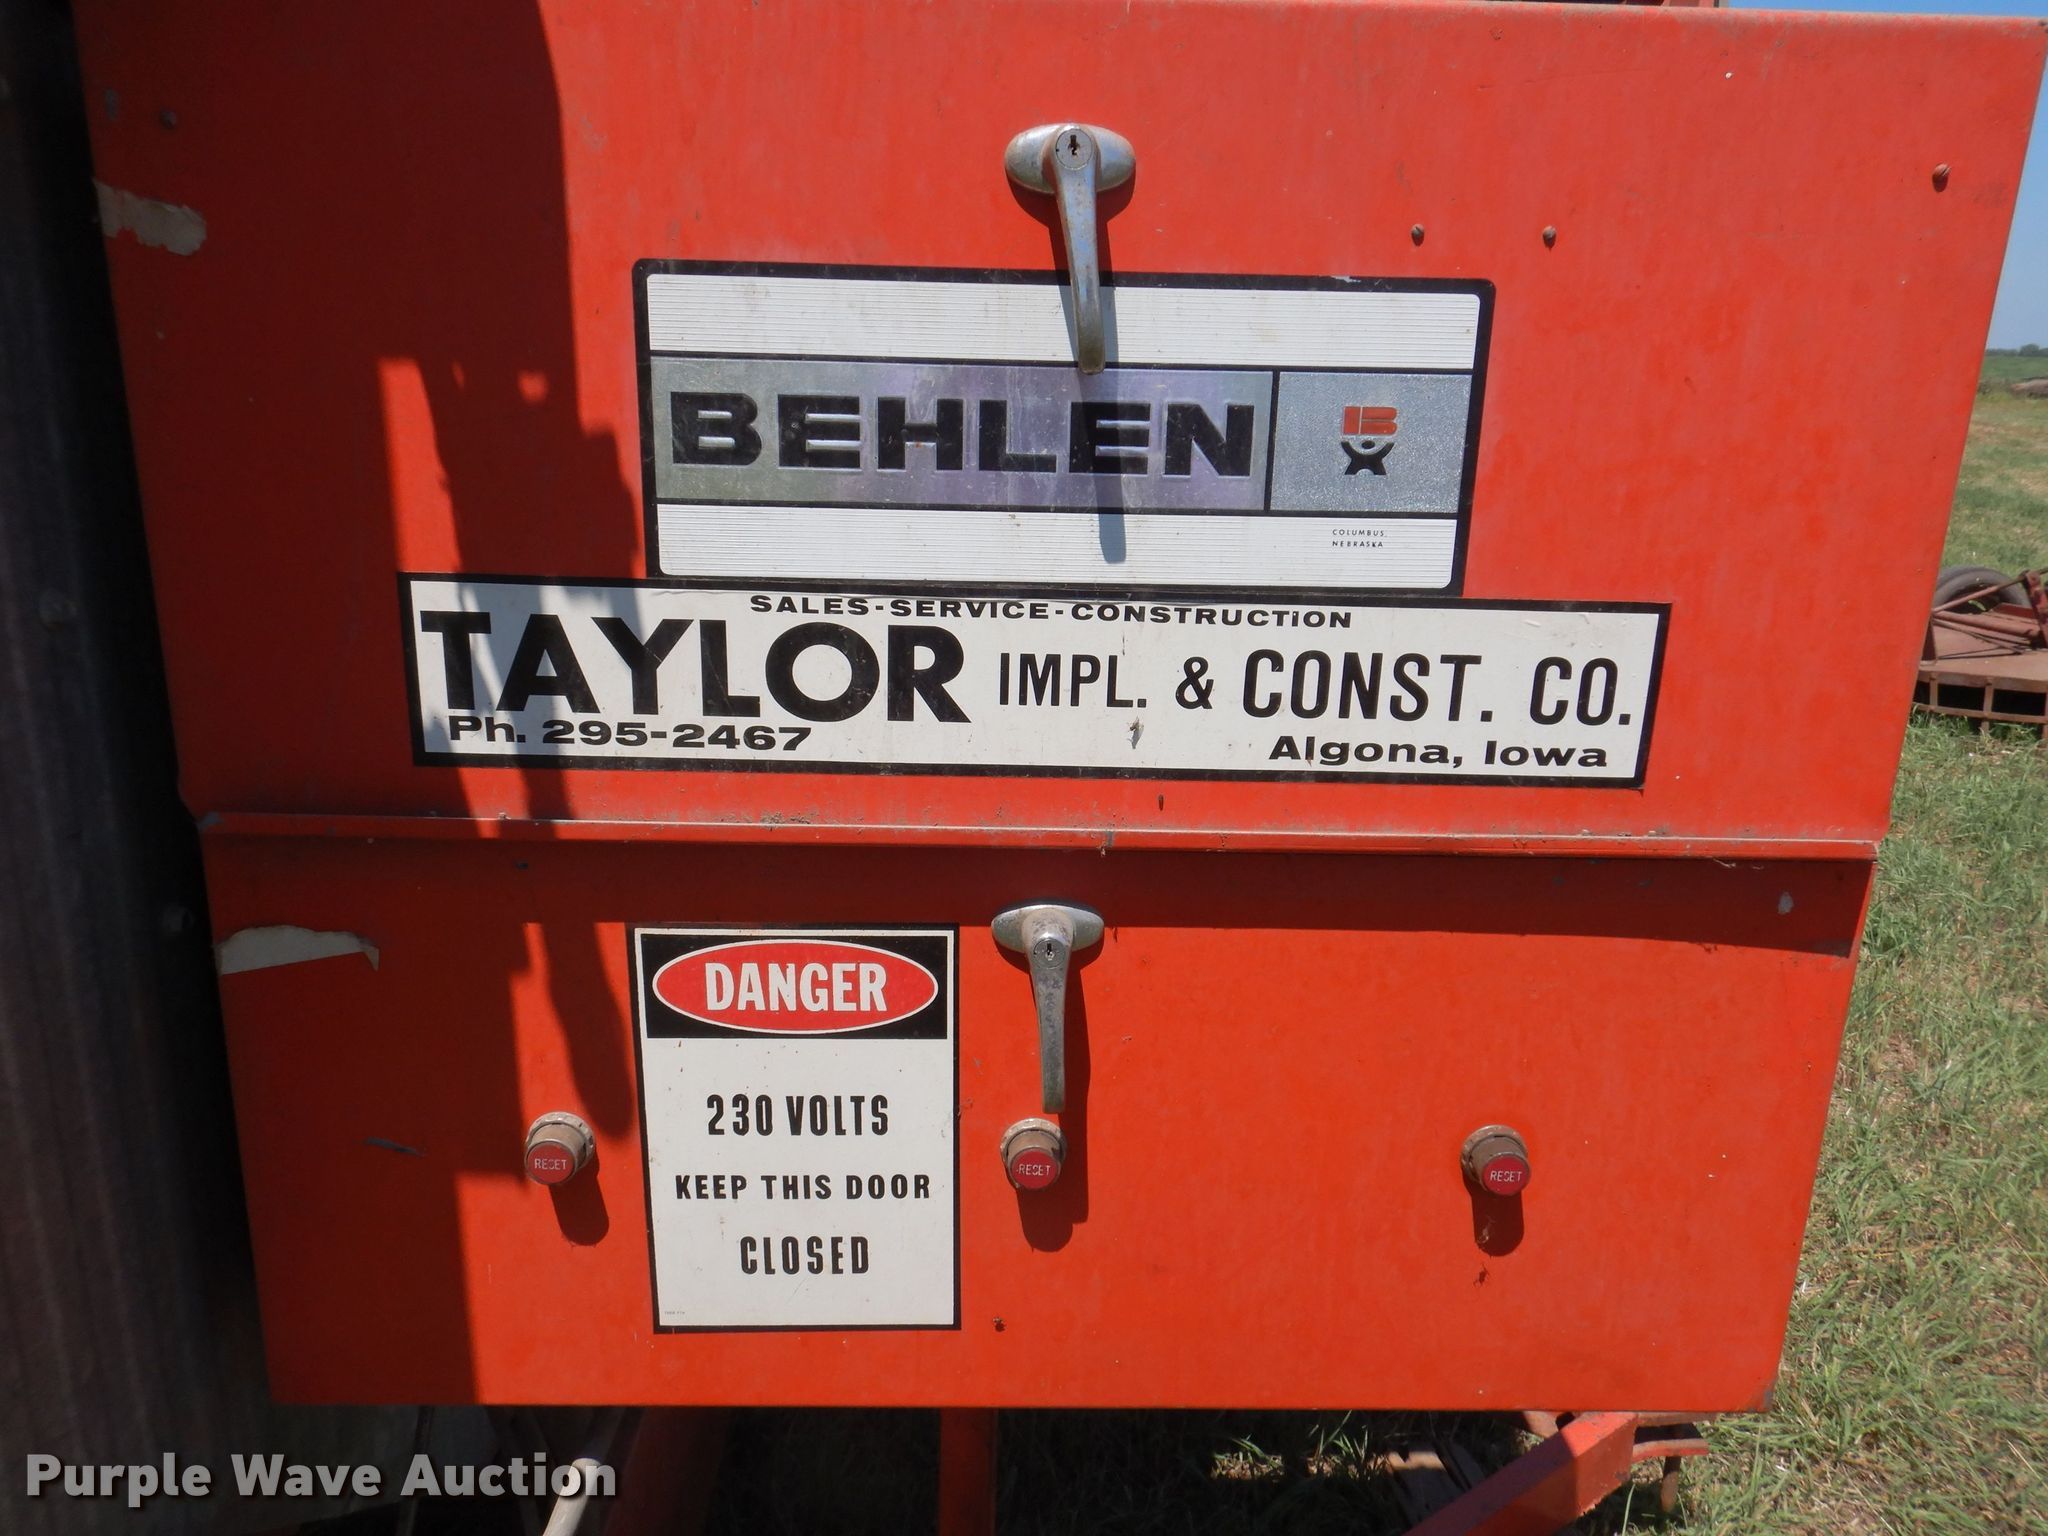 BEHLEN
B
COLUMBUS,
NEBRASKA
SALES-SERVICE-CONSTRUCTION
TAYLOR IMPL. & CONST. CO.
Ph. 295-2467
Algona, Iowa
DANGER
230 VOLTS
KEEP THIS DOOR
CLOSED
RESET
RESET
RESET
Purple Wave Auction